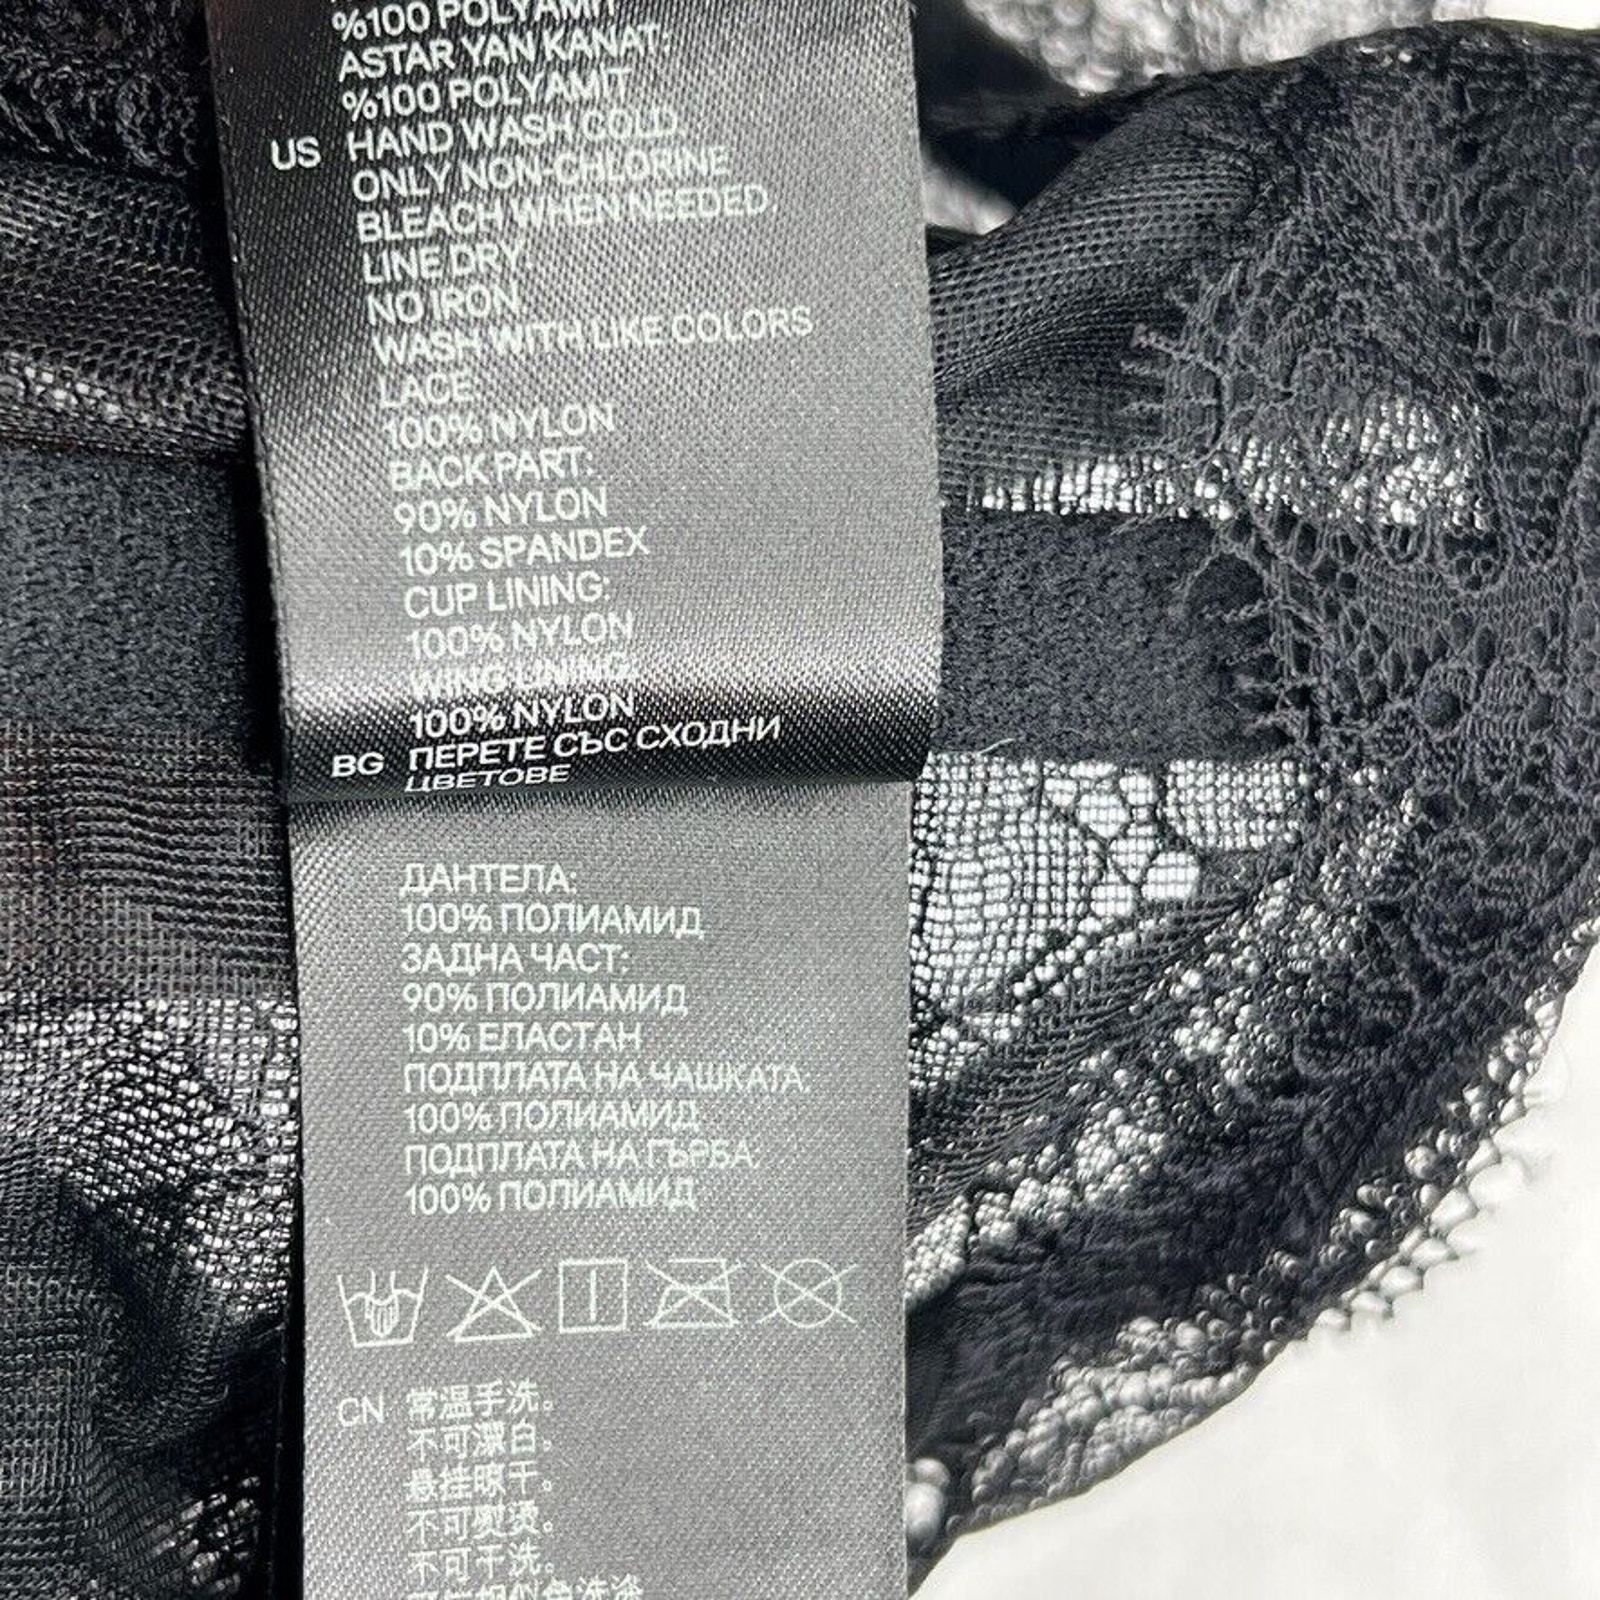 %100 POLYAMİT
ASTAR YAN KANAT:
%100 POLYAMİT
US HAND WASH COLD.
ONLY NON-CHLORINE
BLEACH WHEN NEEDED.
LINE DRY.
NO IRON.
WASH WITH LIKE COLORS
LACE:
100% NYLON
BACK PART:
90% NYLON
10% SPANDEX
CUP LINING:
100% NYLON
WING LINING:
100% NYLON
BG ПЕРЕТЕ СЪС СХОДНИ
ЦВЕТОВЕ
ДАНТЕЛА:
100% ПОЛИАМИД
ЗАДНА ЧАСТ:
90% ПОЛИАМИД
10% ЕЛАСТАН
ПОДПЛАТА НА ЧАШКАТА:
100% ПОЛИАМИД
ПОДПЛАТА НА ГЪРБА:
100% ПОЛИАМИД
CN 常温手洗。
不可漂白。
悬挂晾干。
不可熨烫。
不可干洗。